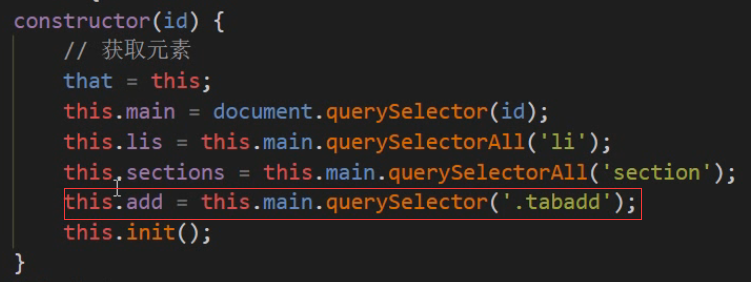 constructor(id) {
// 获取元素
that = this;
this.main = document.querySelector(id);
this.lis = this.main.querySelectorAll('li');
this.sections = this.main.querySelectorAll('section');
this.add = this.main.querySelector('.tabadd');
this.init();
}